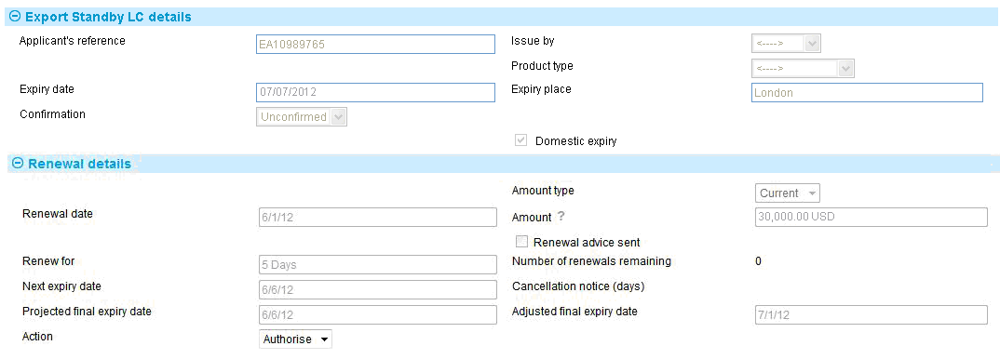 Export Standby LC details
Applicant's reference EA10989765 Issue by <---->
Product type <---->
Expiry date 07/07/2012 Expiry place London
Confirmation Unconfirmed
Domestic expiry
Renewal details
Amount type Current
Renewal date 6/1/12 Amount ? 30,000.00 USD
Renewal advice sent
Renew for 5 Days Number of renewals remaining 0
Next expiry date 6/6/12 Cancellation notice (days)
Projected final expiry date 6/6/12 Adjusted final expiry date 7/1/12
Action Authorise